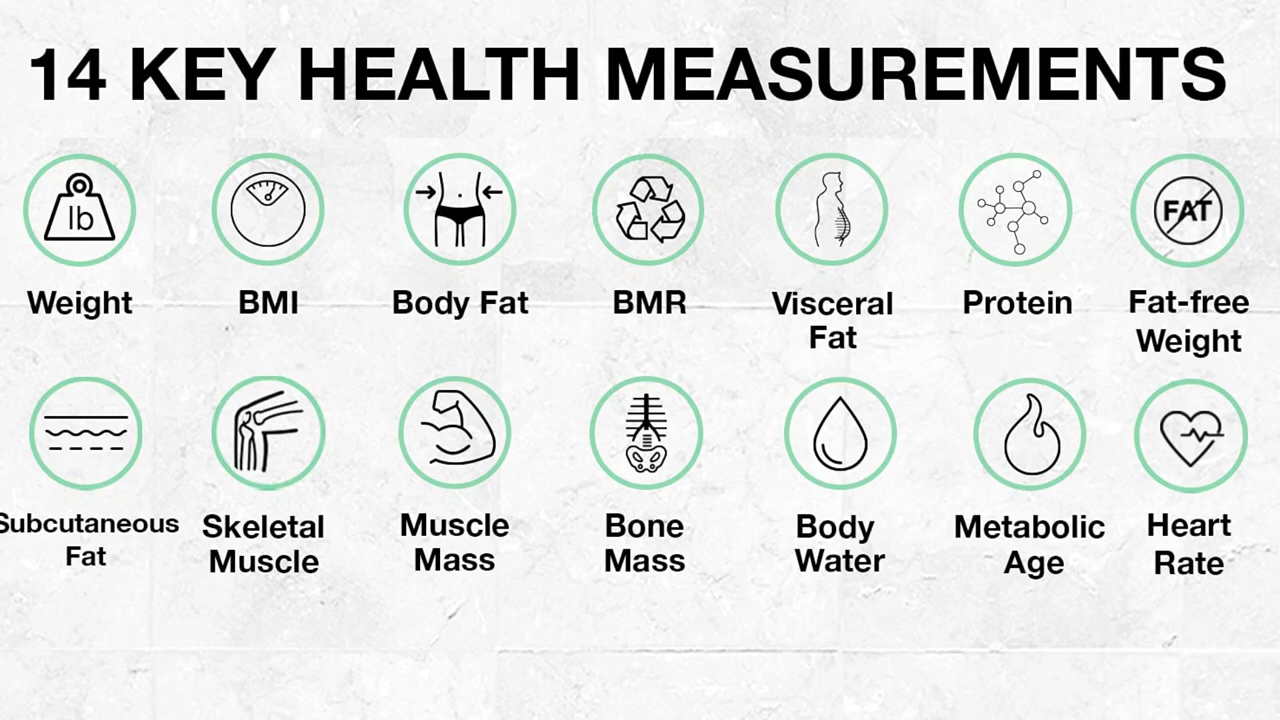 14 KEY HEALTH MEASUREMENTS
lb
FAT
Weight
BMI
Body Fat
BMR
Visceral
Fat
Protein
Fat-free
Weight
Subcutaneous
Fat
Skeletal
Muscle
Muscle
Mass
Bone
Mass
Body
Water
Metabolic
Age
Heart
Rate